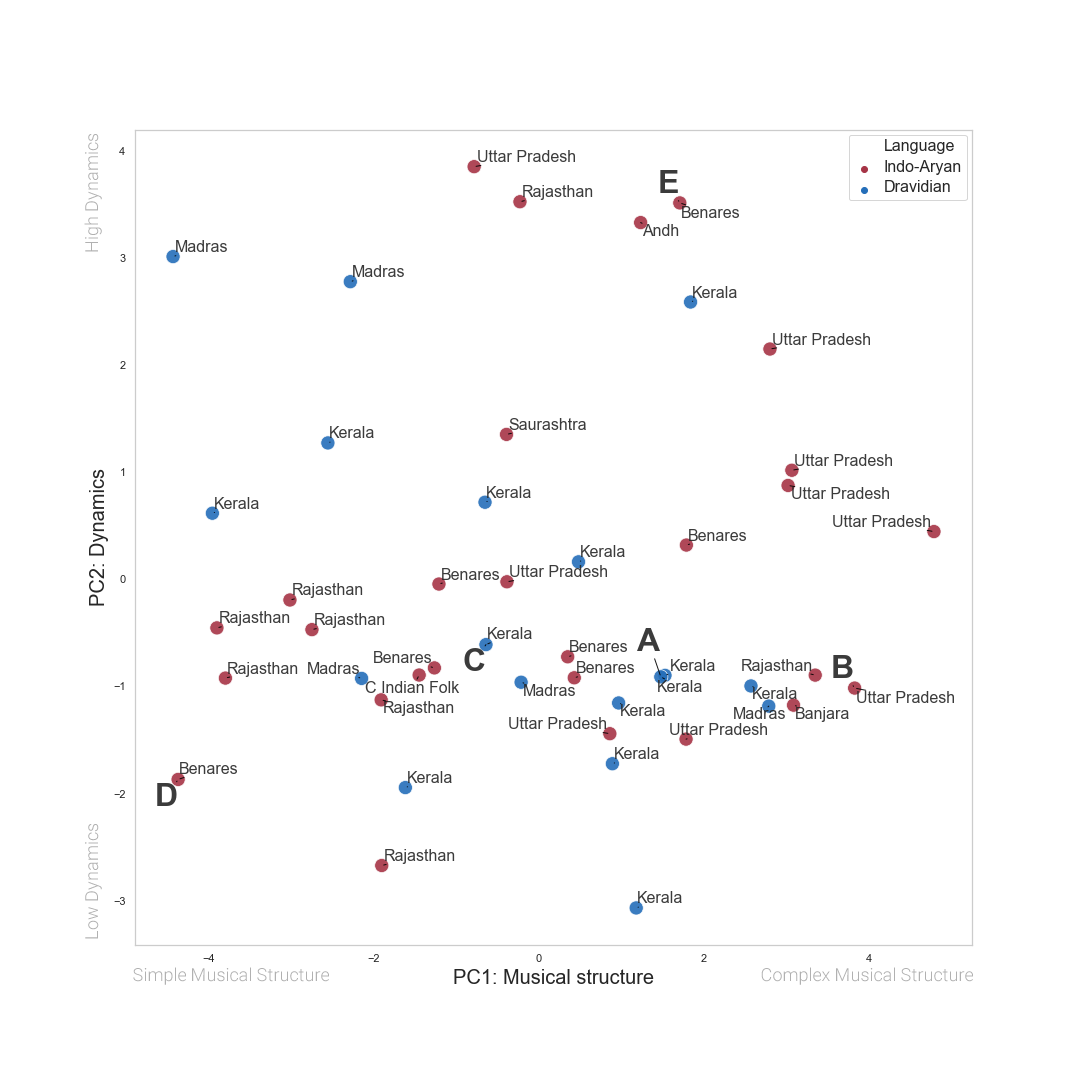 High Dynamics
Low Dynamics
PC2: Dynamics
4
3
2
1
0
−1
−2
−3
Language
Indo-Aryan
Dravidian
Uttar Pradesh
Rajasthan
E
Benares
Andh
Madras
Madras
Kerala
Uttar Pradesh
Saurashtra
Kerala
Uttar Pradesh
Kerala
Kerala
Uttar Pradesh
Uttar Pradesh
Benares
Kerala
Benares
Uttar Pradesh
Rajasthan
Rajasthan
Rajasthan
Kerala
A
Benares
Benares
C
Kerala
B
Rajasthan
Rajasthan
Madras
Benares
C Indian Folk
Kerala
Madras
Kerala
Uttar Pradesh
Rajasthan
Kerala
Madras
Banjara
Uttar Pradesh
Uttar Pradesh
Kerala
Benares
D
Kerala
Rajasthan
Kerala
−4
−2
0
2
4
Simple Musical Structure
PC1: Musical structure
Complex Musical Structure